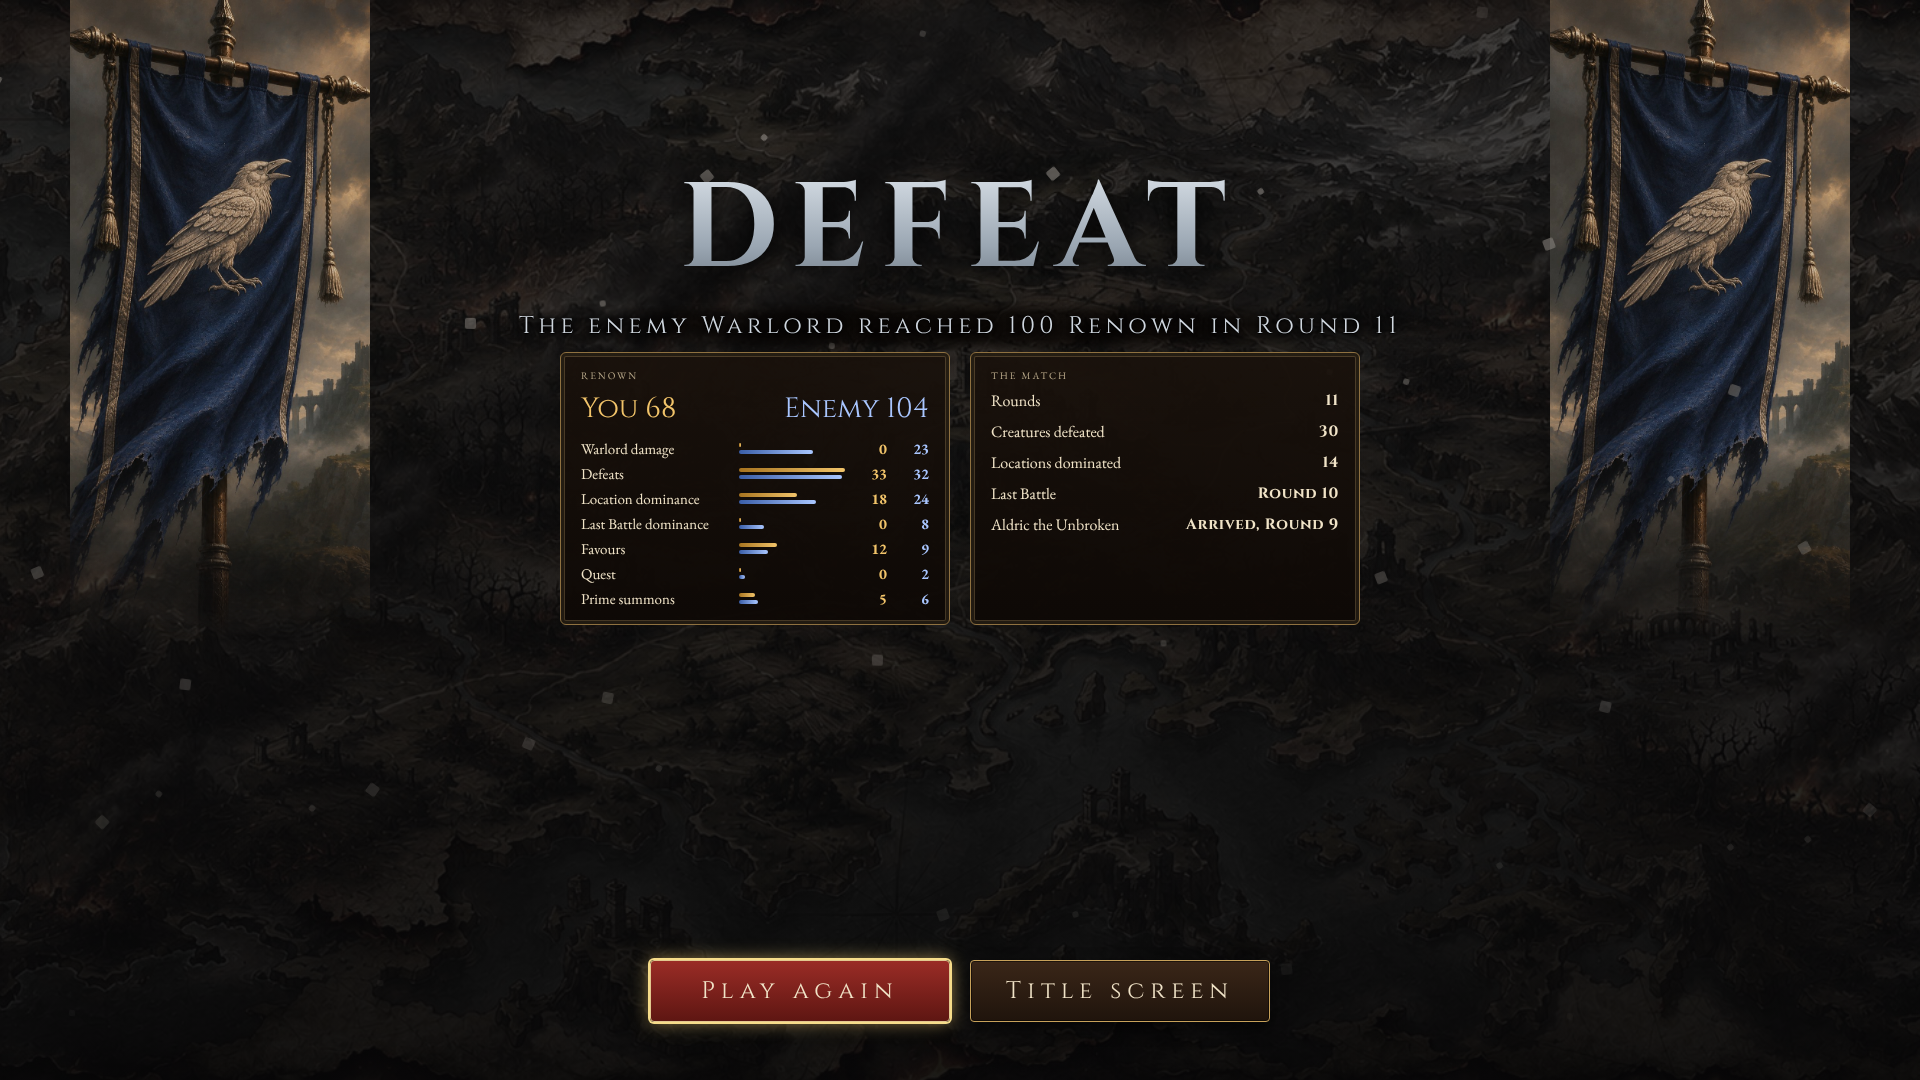 DEFEAT
The enemy Warlord reached 100 Renown in Round 11
RENOWN
You 68 Enemy 104
Warlord damage 0 23
Defeats 33 32
Location dominance 18 24
Last Battle dominance 0 8
Favours 12 9
Quest 0 2
Prime summons 5 6
THE MATCH
Rounds 11
Creatures defeated 30
Locations dominated 14
Last Battle Round 10
Aldric the Unbroken Arrived, Round 9
Play again
Title screen